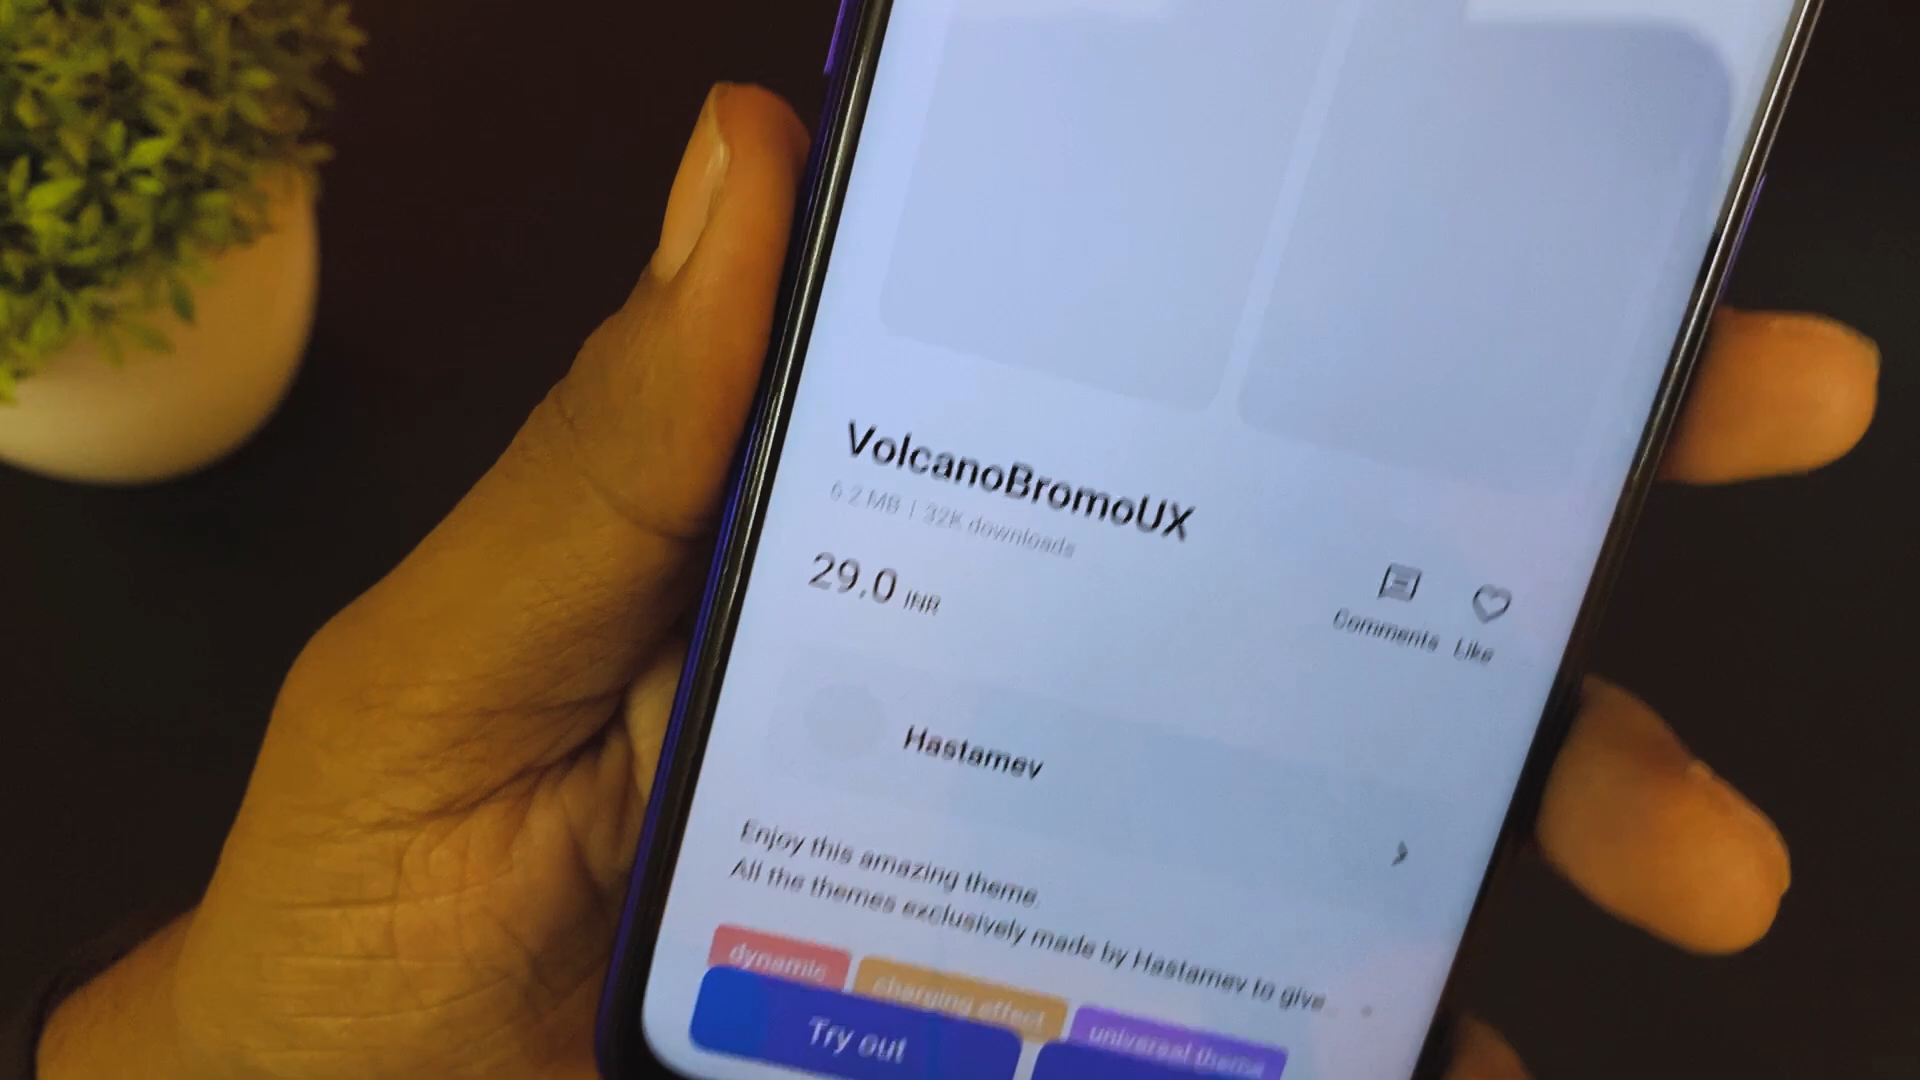 VolcanoBromoUX
6.2 MB | 32K downloads
29.0 INR
Comments Like
Hastamev
Enjoy this amazing theme.
All the themes exclusively made by Hastamev to give...
dynamic charging effect universal theme
Try out